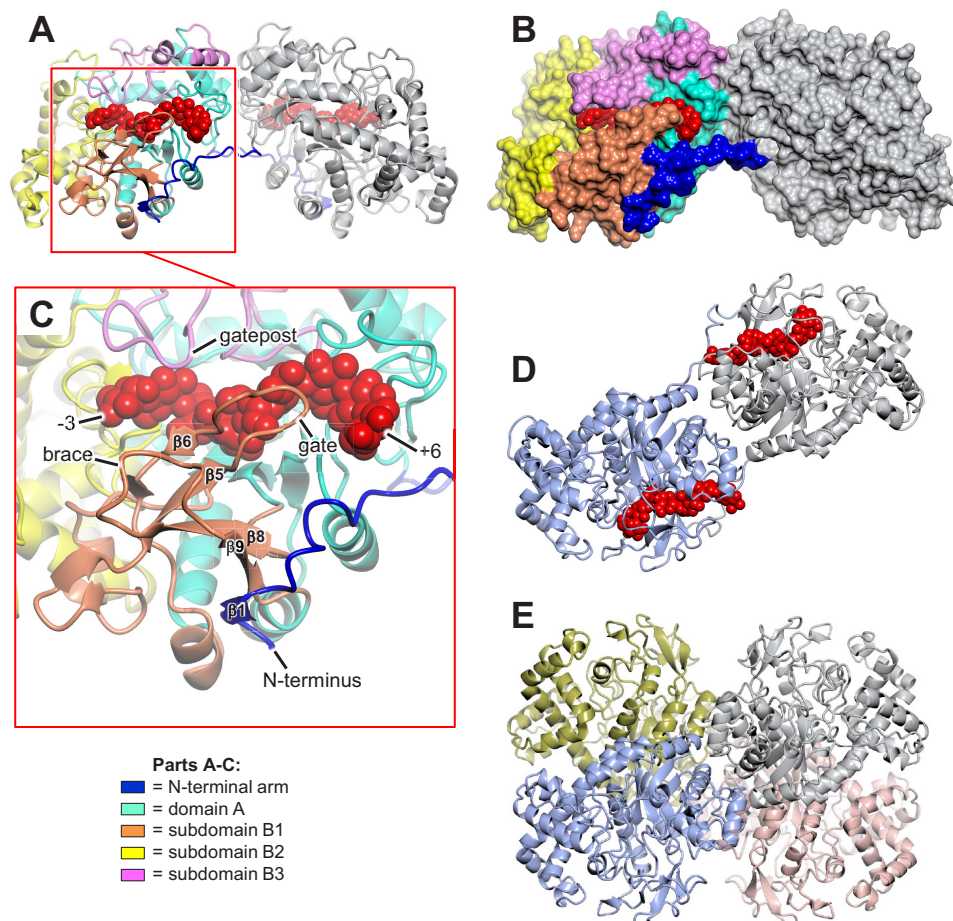 A
B
C
gatepost
-3
β6
gate
+6
brace
β5
β8
β9
β1
N-terminus
D
E
Parts A-C:
= N-terminal arm
= domain A
= subdomain B1
= subdomain B2
= subdomain B3